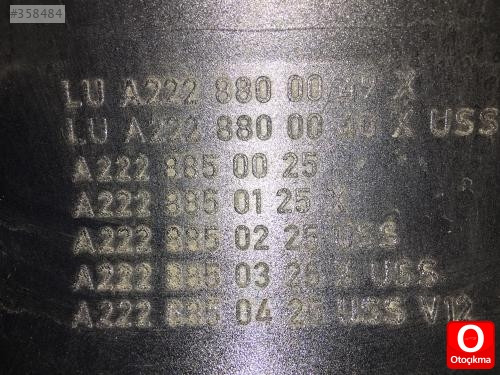 #358484
LU A222 880 00 X
LU A222 880 00 40 X USS
A222 885 00 25
A222 885 01 25 X
A222 885 02 25 USS
A222 885 03 25 X USS
A222 885 04 25 USS V12
O
Otoçıkma